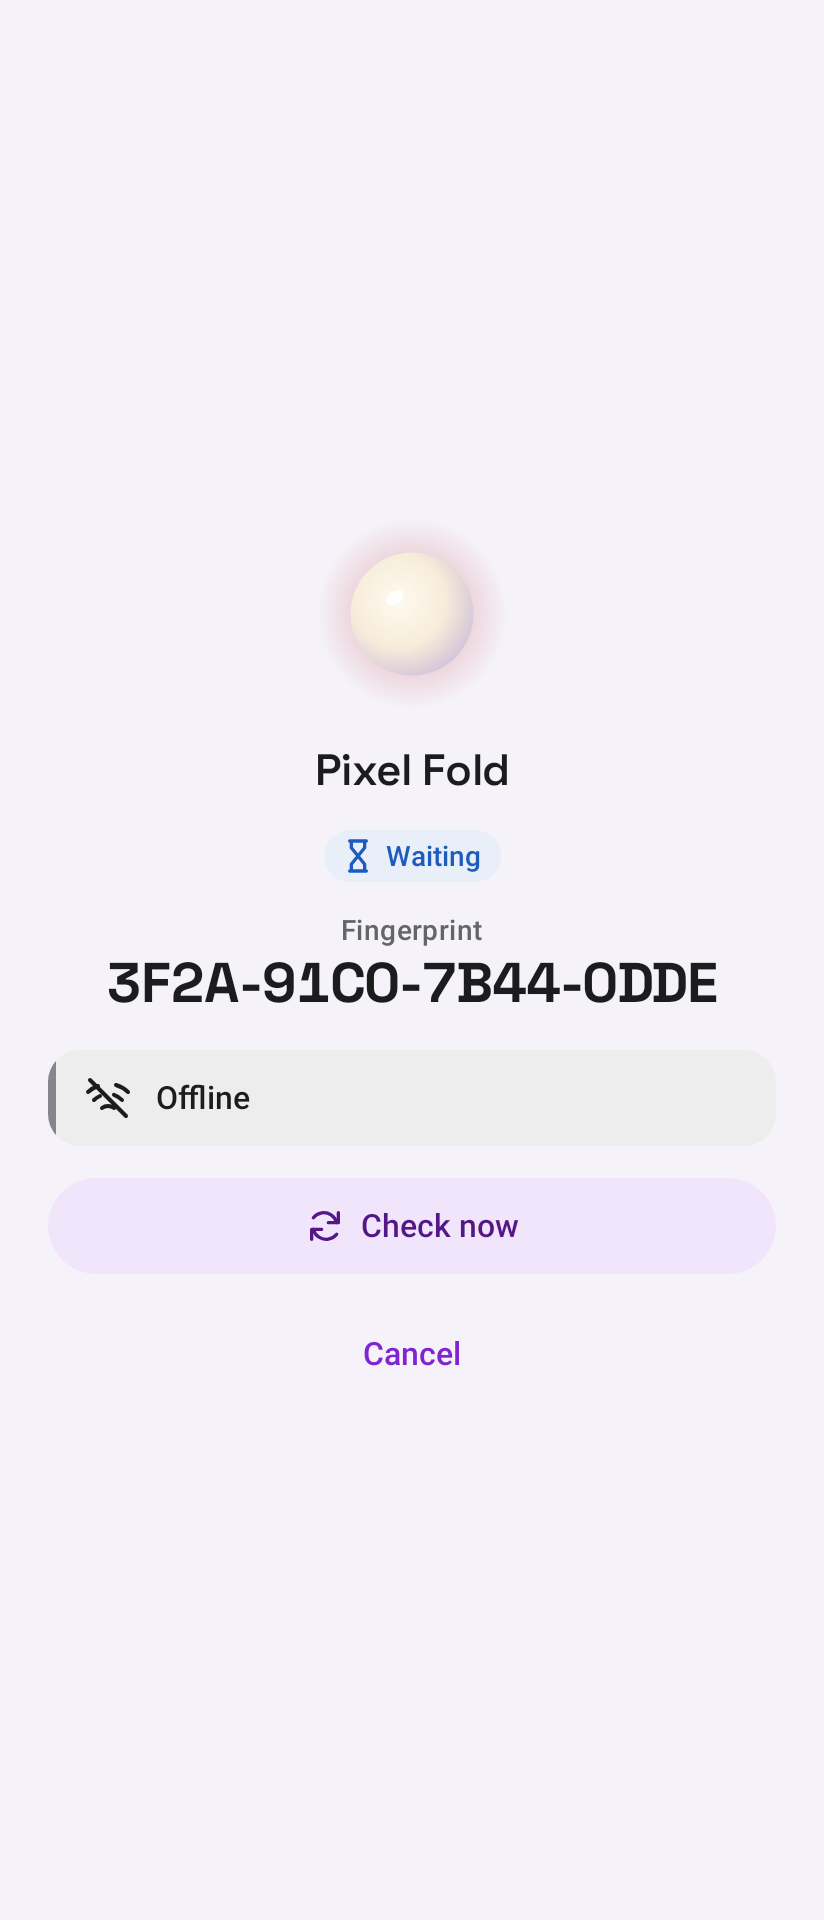 Pixel Fold
Waiting
Fingerprint
3F2A-91C0-7B44-0DDE
Offline
Check now
Cancel